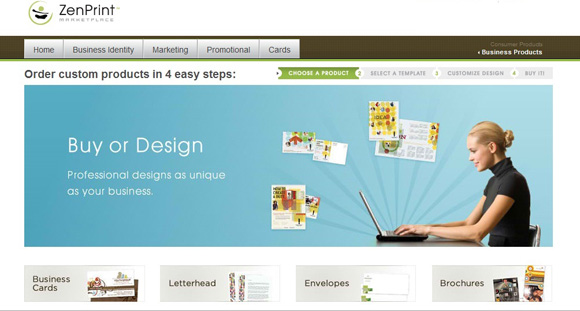 ZenPrint™
MARKETPLACE
Home Business Identity Marketing Promotional Cards
Consumer Products
› Business Products
Order custom products in 4 easy steps:
CHOOSE A PRODUCT 2 SELECT A TEMPLATE 3 CUSTOMIZE DESIGN 4 BUY IT!
Buy or Design
Professional designs as unique
as your business.
Business
Cards
Letterhead
Envelopes
Brochures